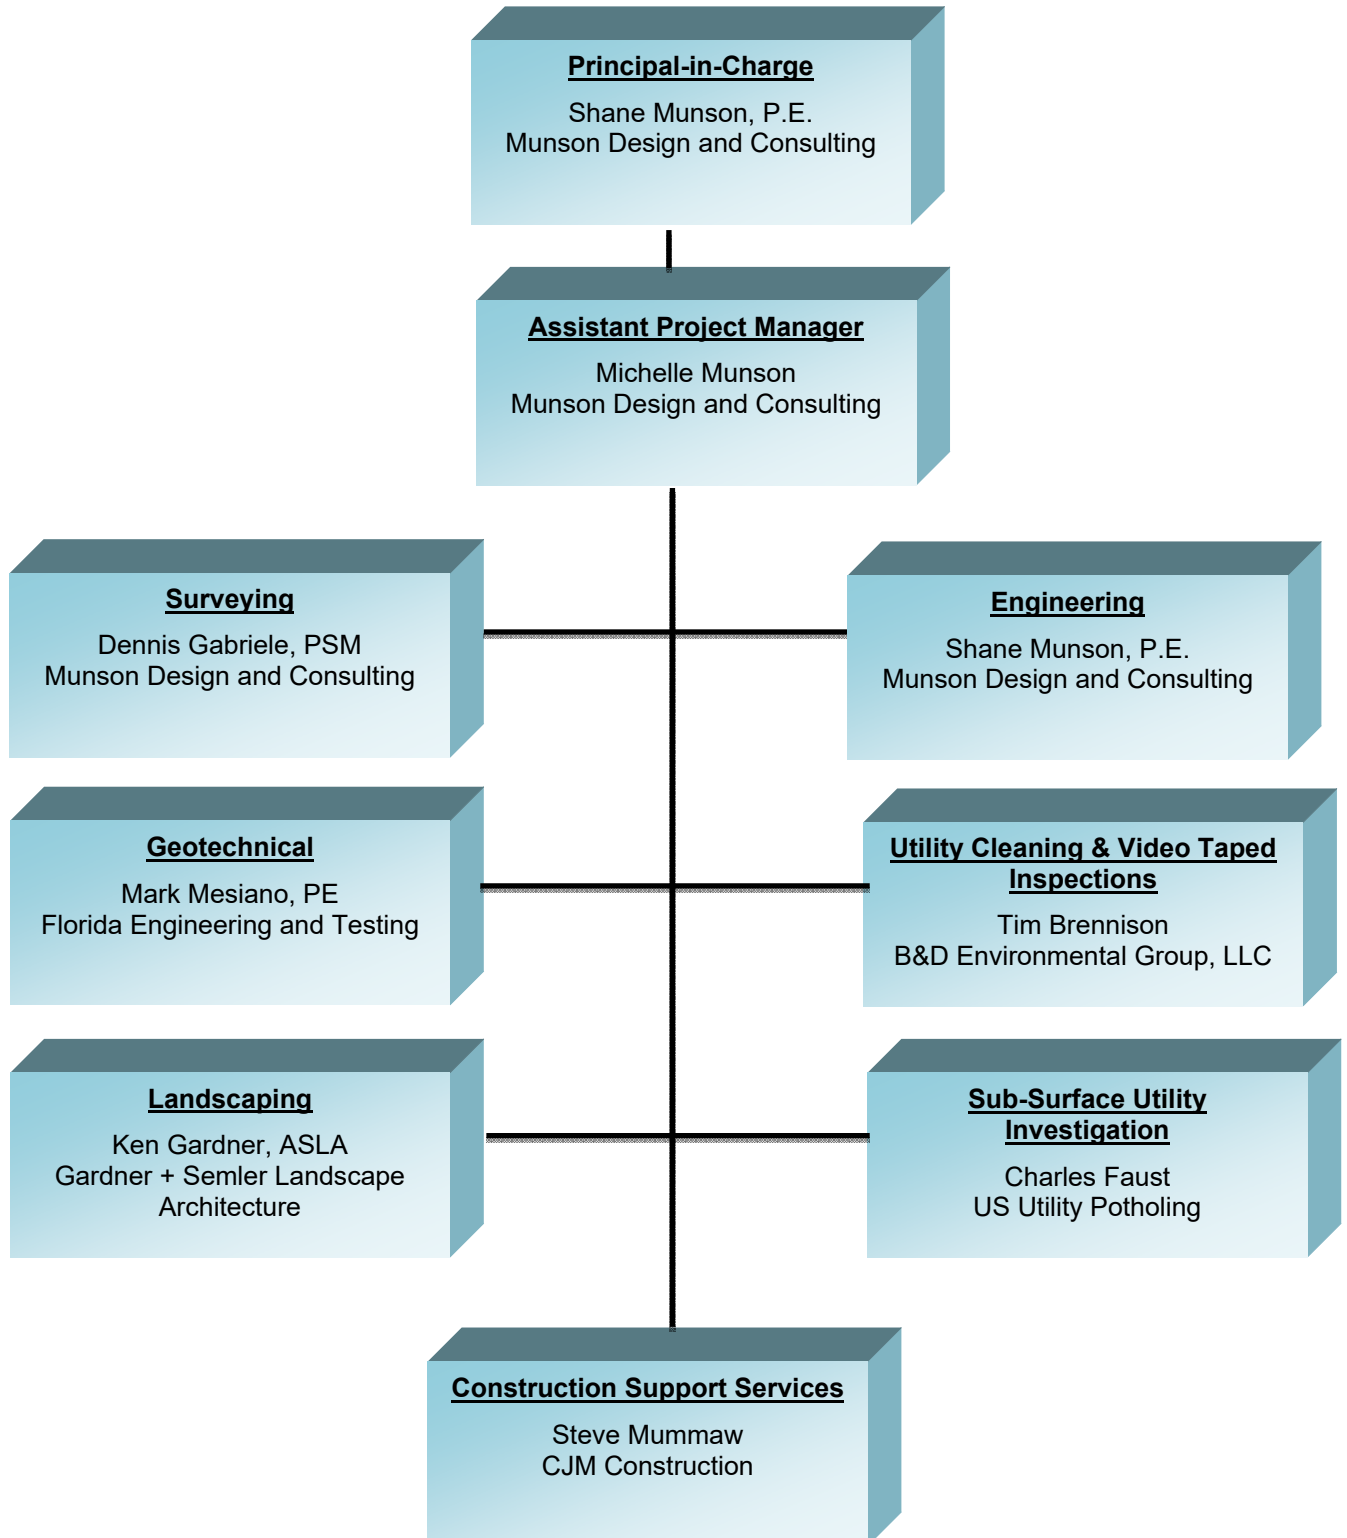 Principal-in-Charge
Shane Munson, P.E.
Munson Design and Consulting
Assistant Project Manager
Michelle Munson
Munson Design and Consulting
Surveying
Dennis Gabriele, PSM
Munson Design and Consulting
Engineering
Shane Munson, P.E.
Munson Design and Consulting
Geotechnical
Mark Mesiano, PE
Florida Engineering and Testing
Utility Cleaning & Video Taped
Inspections
Tim Brennison
B&D Environmental Group, LLC
Landscaping
Ken Gardner, ASLA
Gardner + Semler Landscape
Architecture
Sub-Surface Utility
Investigation
Charles Faust
US Utility Potholing
Construction Support Services
Steve Mummaw
CJM Construction